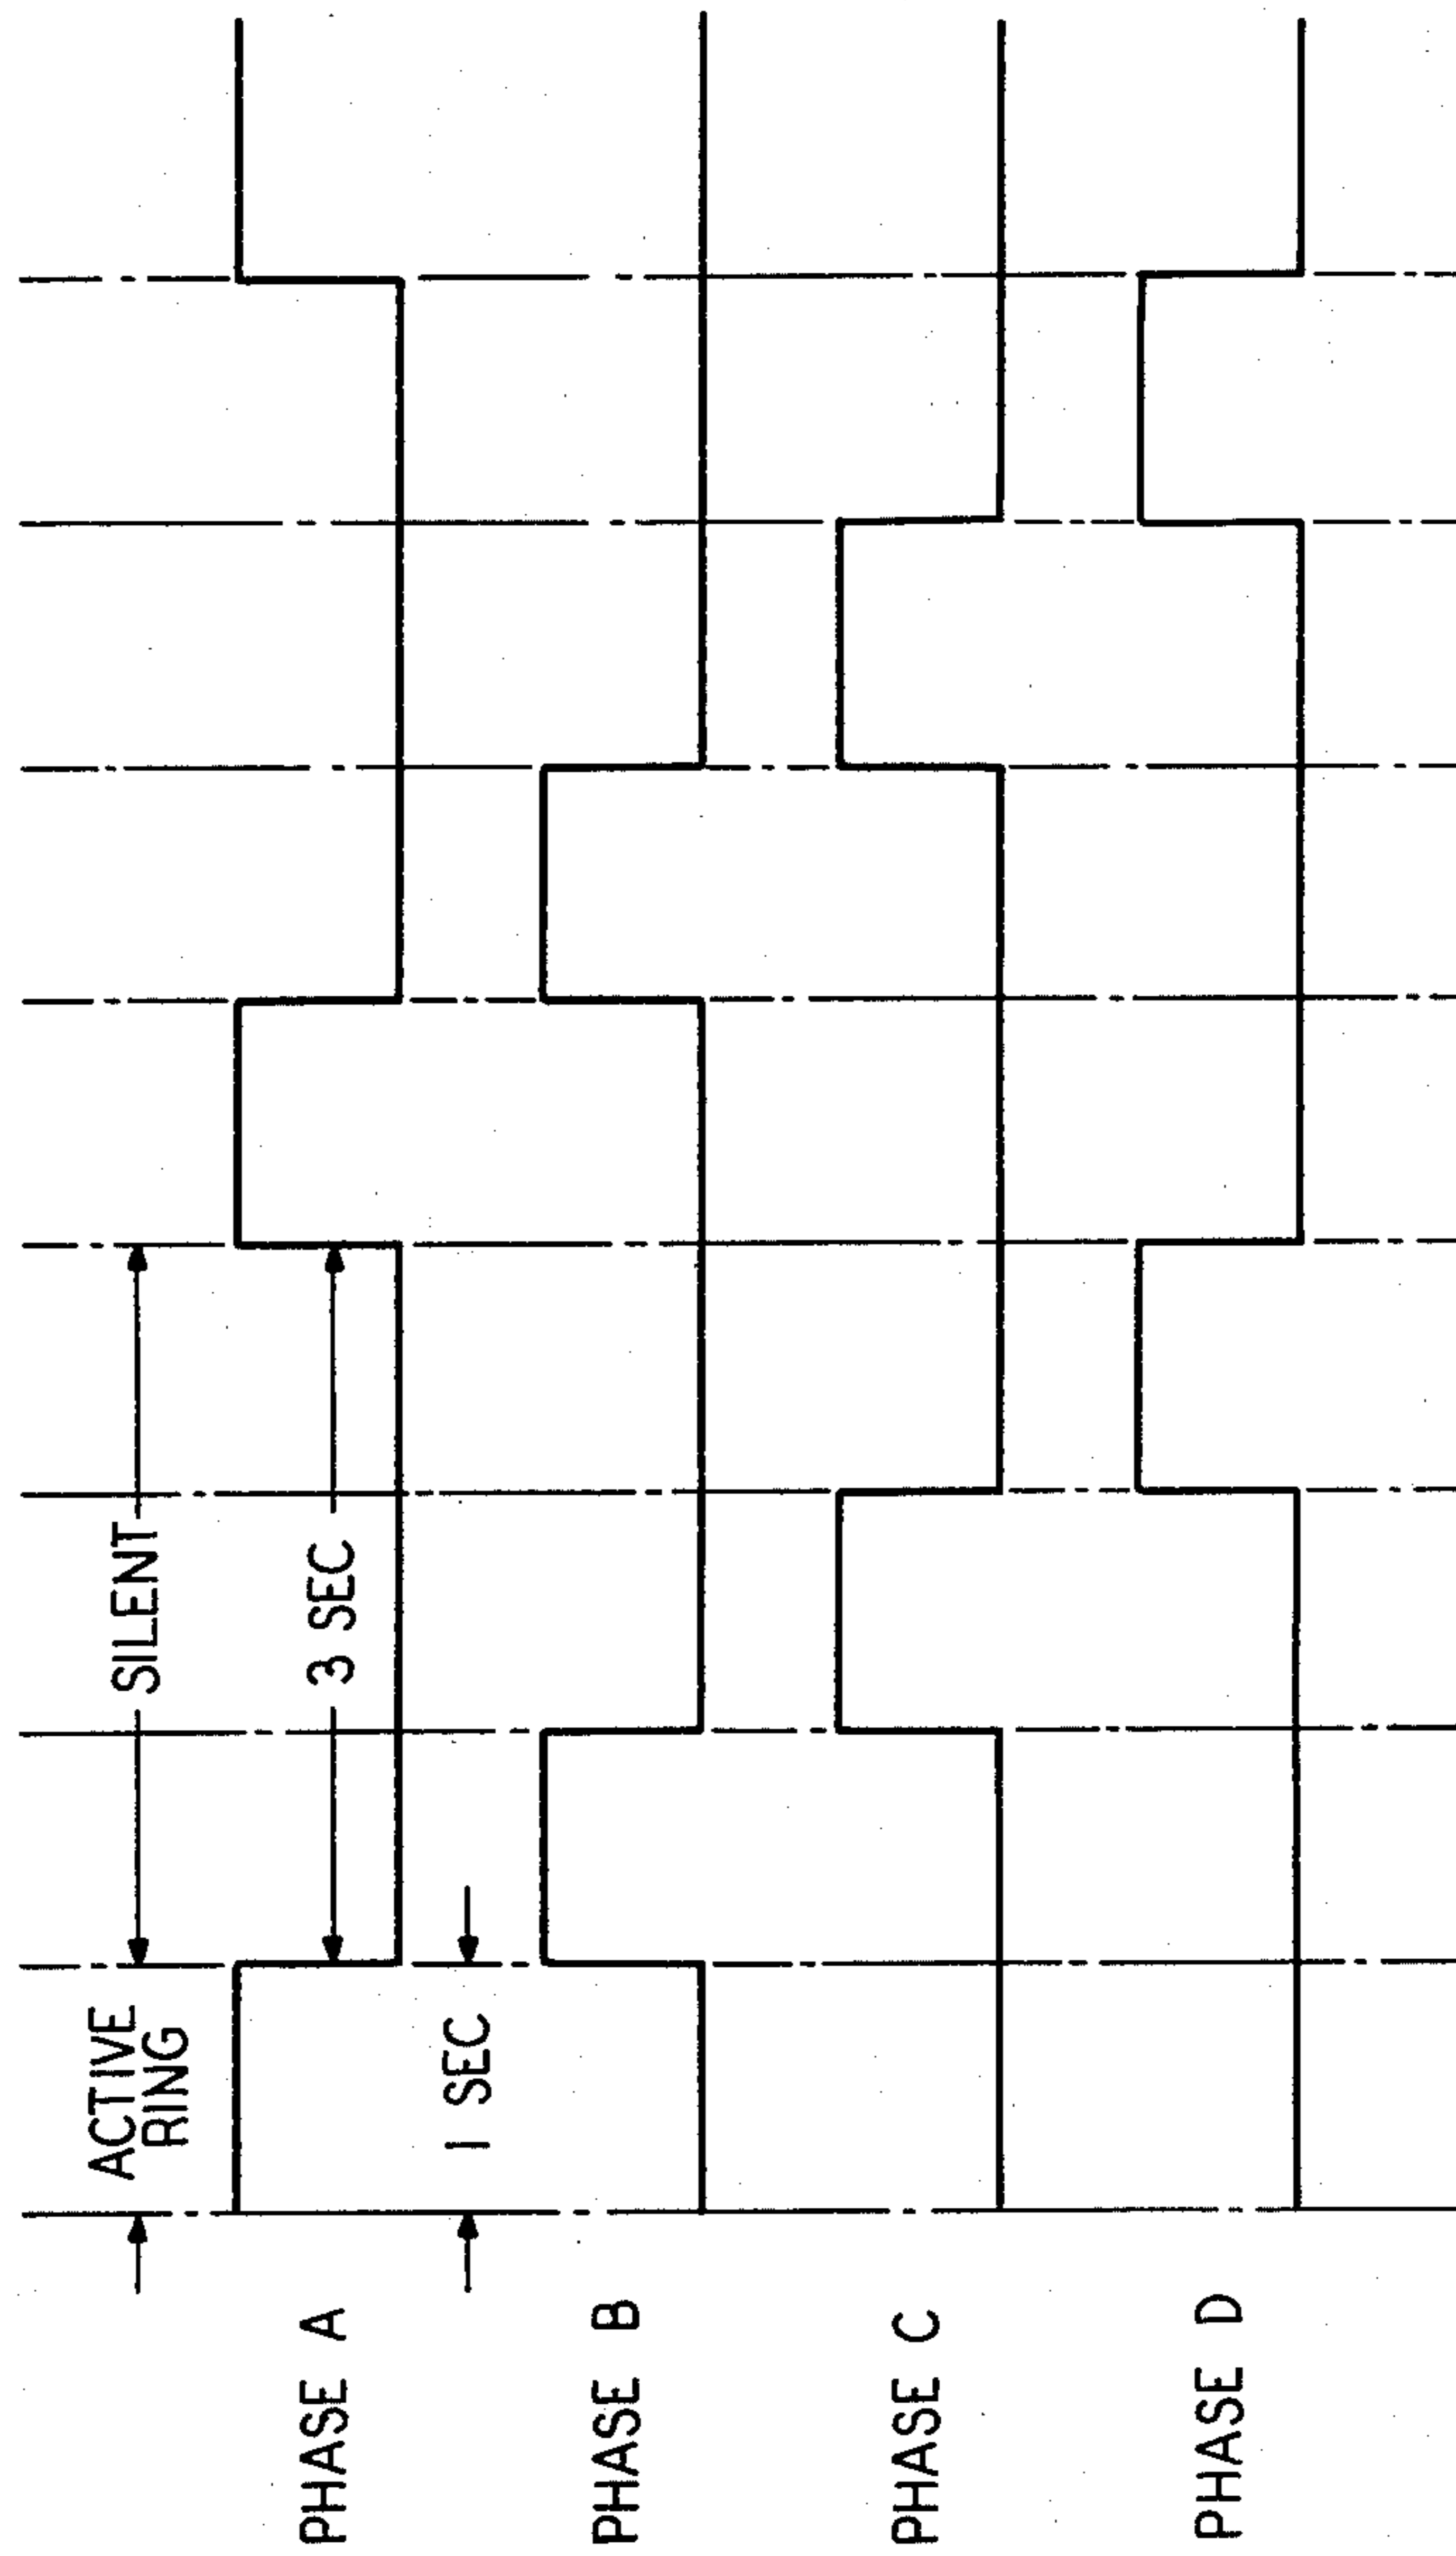 ACTIVE
RING
SILENT
3 SEC
1 SEC
PHASE A
PHASE B
PHASE C
PHASE D